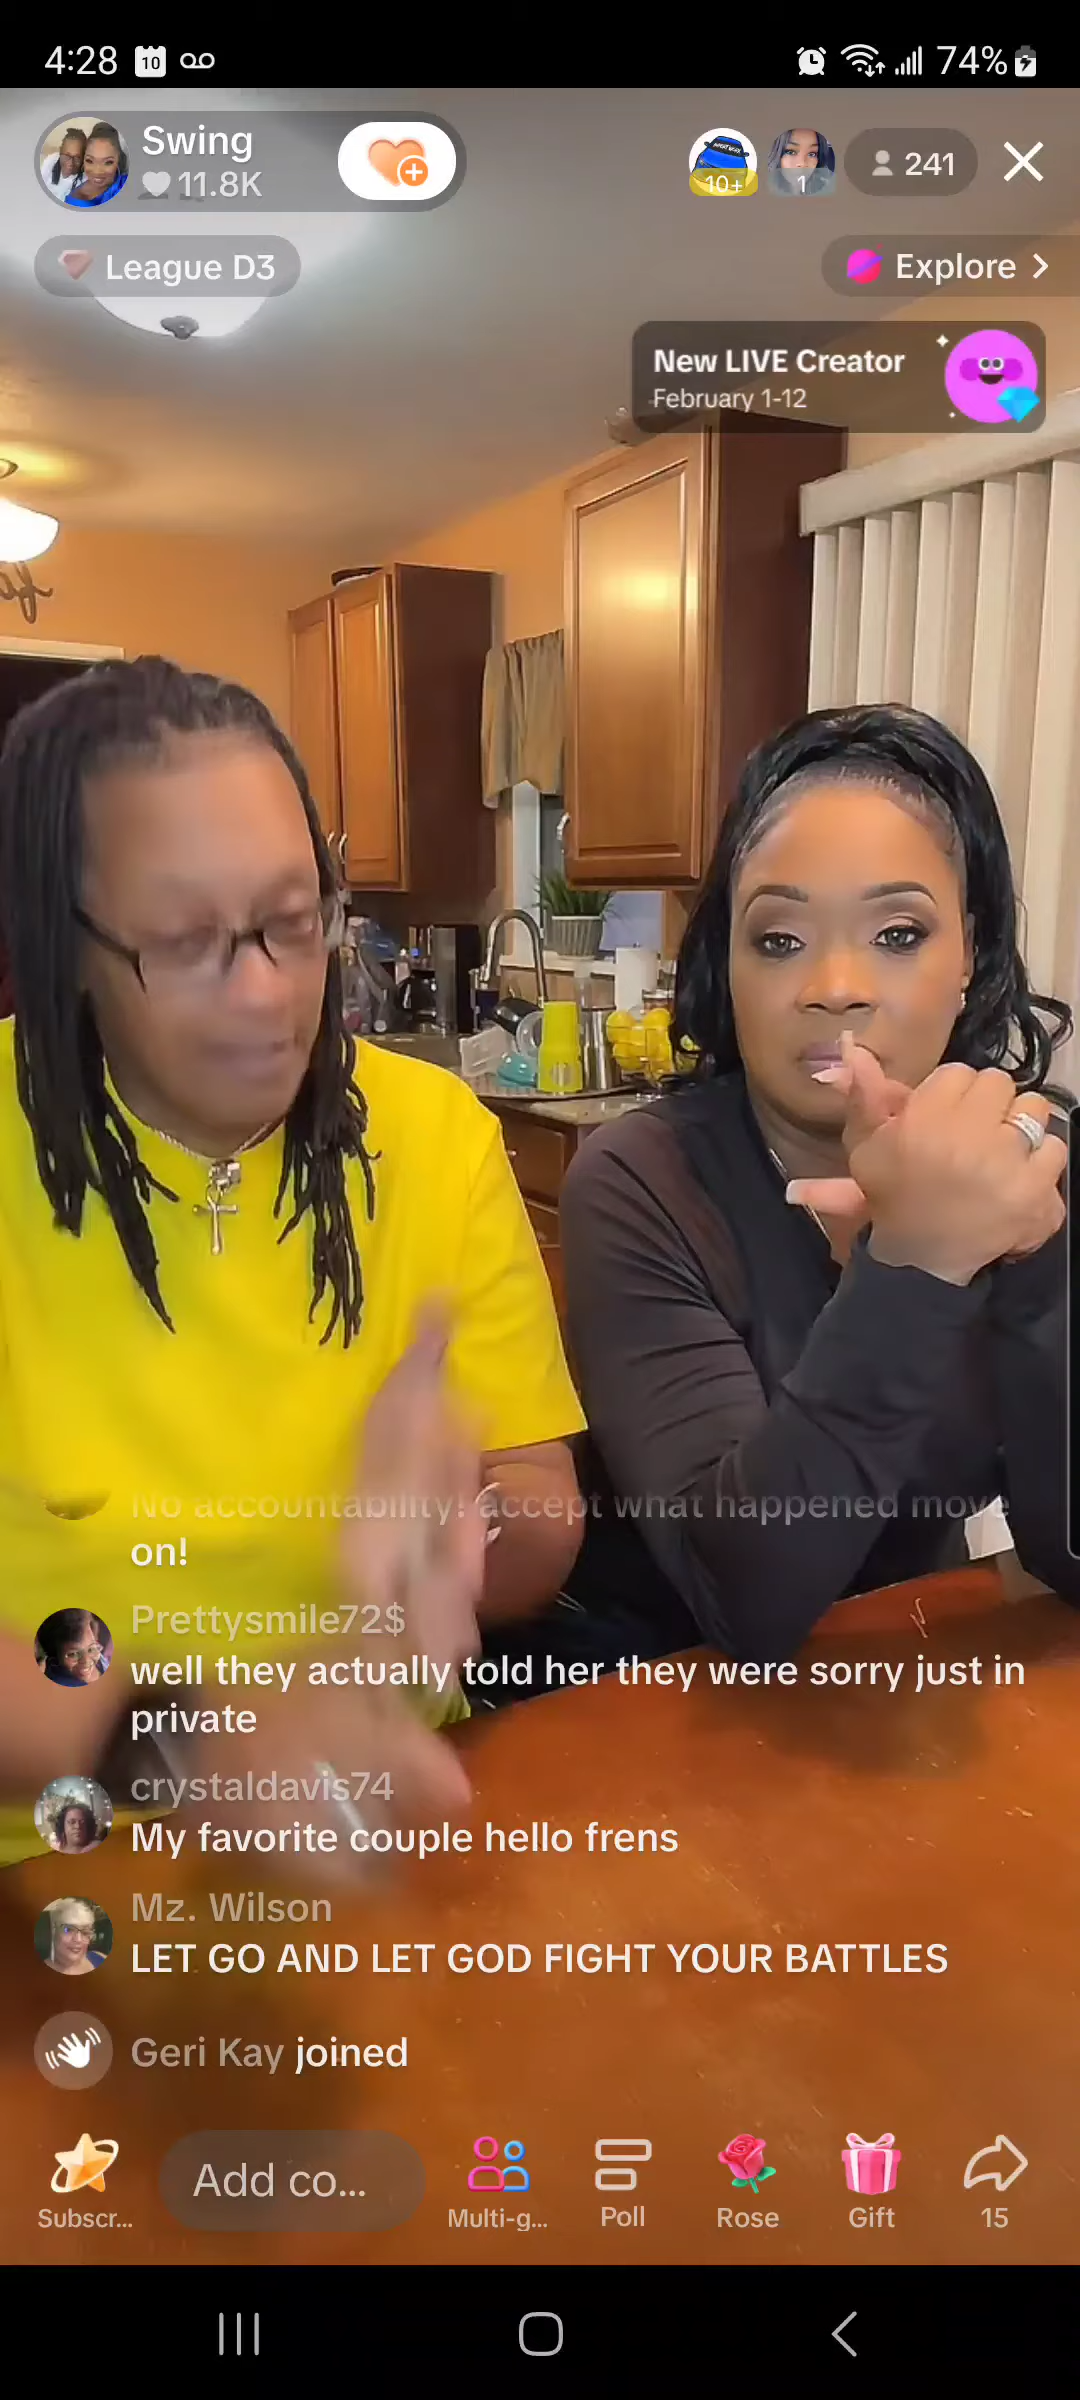 4:28 10 74%
Swing
11.8K
10+
1
241
League D3
Explore
New LIVE Creator
February 1-12
No accountability! accept what happened move
on!
Prettysmile72$
well they actually told her they were sorry just in
private
crystaldavis74
My favorite couple hello frens
Mz. Wilson
LET GO AND LET GOD FIGHT YOUR BATTLES
Geri Kay joined
Add co...
Subscr...
Multi-g...
Poll
Rose
Gift
15